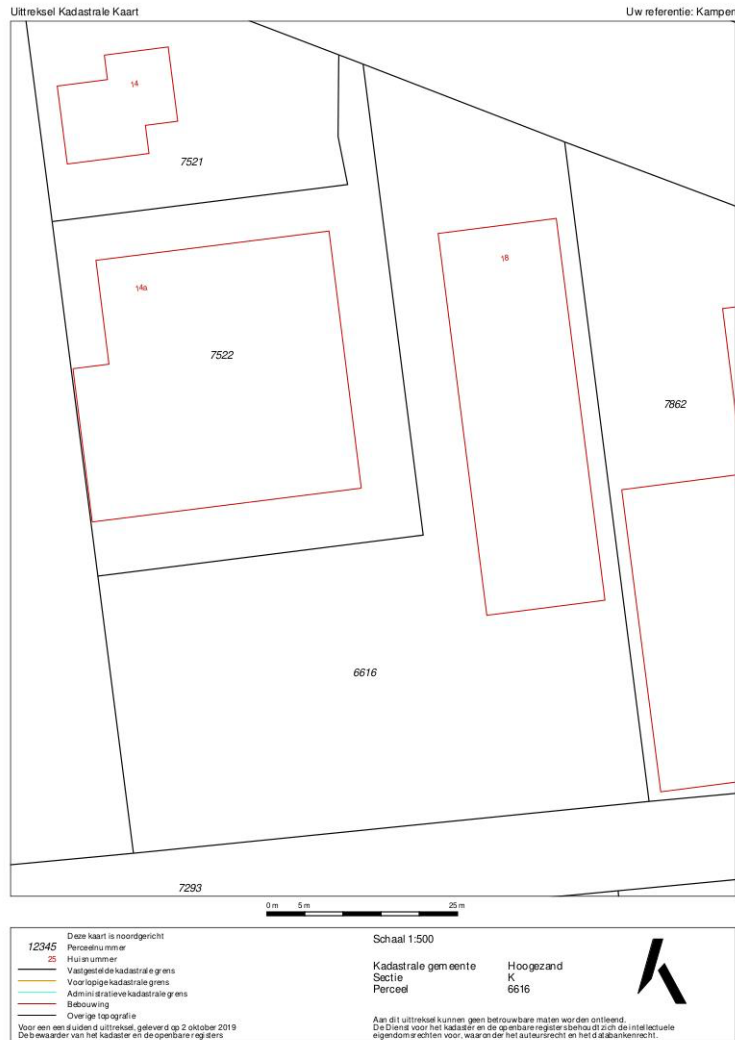 Uittreksel Kadastrale Kaart
Uw referentie: Kampen
14
7521
14a
18
7522
7862
6616
7293
0 m 5 m 25 m
Deze kaart is noordgericht
12345 Perceelnummer
25 Huisnummer
Vastgestelde kadastrale grens
Voorlopige kadastrale grens
Administratieve kadastrale grens
Bebouwing
Overige topografie
Voor een eensluidend uittreksel, geleverd op 2 oktober 2019
De bewaarder van het kadaster en de openbare registers
Schaal 1:500
Kadastrale gemeente Hoogezand
Sectie K
Perceel 6616
Aan dit uittreksel kunnen geen betrouwbare maten worden ontleend.
De Dienst voor het kadaster en de openbare registers behoudt zich de intellectuele
eigendomsrechten voor, waaronder het auteursrecht en het databankenrecht.